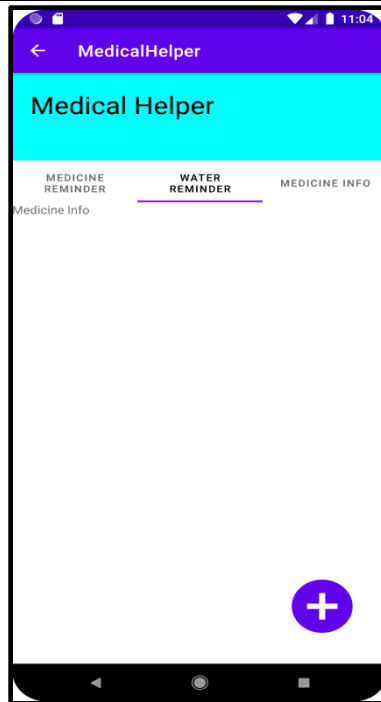 11:04
MedicalHelper
Medical Helper
MEDICINE
REMINDER
WATER
REMINDER
MEDICINE INFO
Medicine Info